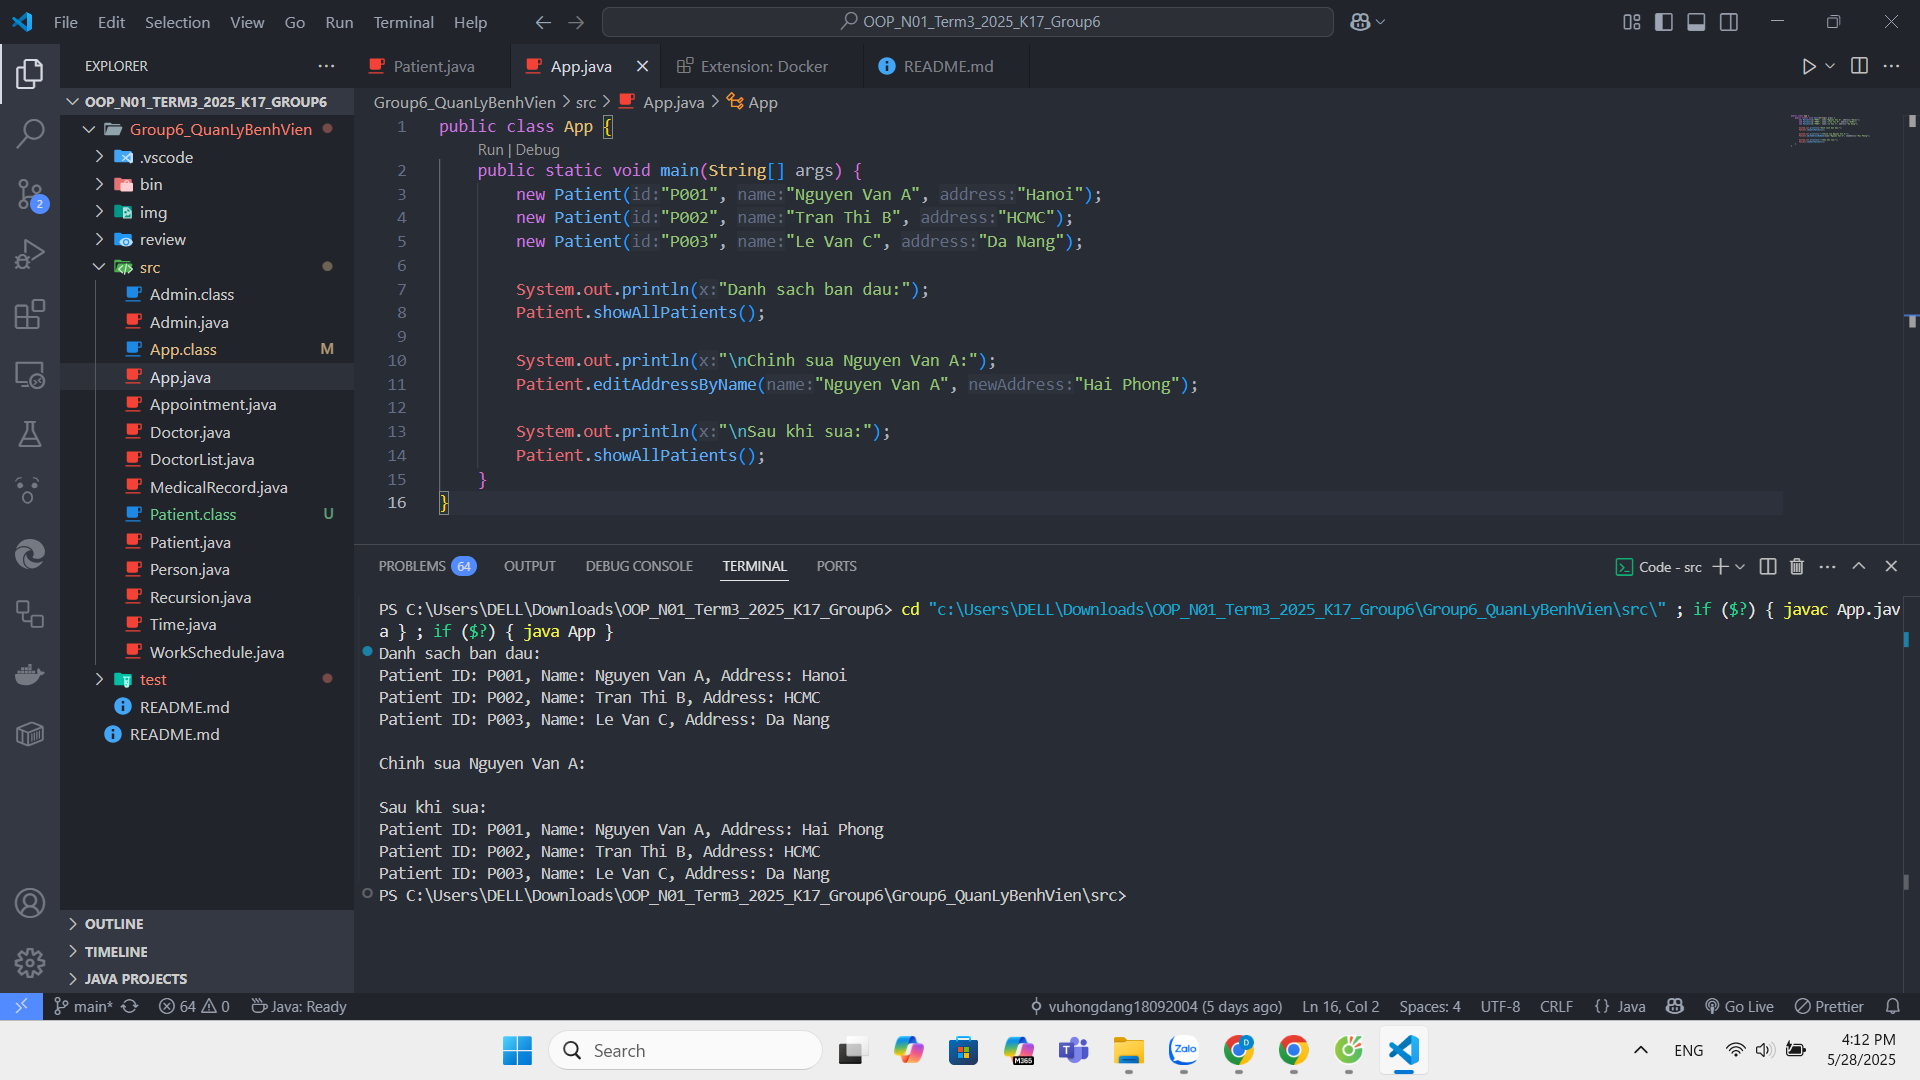 File Edit Selection View Go Run Terminal Help
OOP_N01_Term3_2025_K17_Group6
EXPLORER
Patient.java
App.java
Extension: Docker
README.md
OOP_N01_TERM3_2025_K17_GROUP6
Group6_QuanLyBenhVien
.vscode
bin
img
review
src
Admin.class
Admin.java
App.class M
App.java
Appointment.java
Doctor.java
DoctorList.java
MedicalRecord.java
Patient.class U
Patient.java
Person.java
Recursion.java
Time.java
WorkSchedule.java
test
README.md
README.md
OUTLINE
TIMELINE
JAVA PROJECTS
2
Group6_QuanLyBenhVien > src > App.java > App
1 public class App {
Run | Debug
2 public static void main(String[] args) {
3 new Patient(id:"P001", name:"Nguyen Van A", address:"Hanoi");
4 new Patient(id:"P002", name:"Tran Thi B", address:"HCMC");
5 new Patient(id:"P003", name:"Le Van C", address:"Da Nang");
6
7 System.out.println(x:"Danh sach ban dau:");
8 Patient.showAllPatients();
9
10 System.out.println(x:"\nChinh sua Nguyen Van A:");
11 Patient.editAddressByName(name:"Nguyen Van A", newAddress:"Hai Phong");
12
13 System.out.println(x:"\nSau khi sua:");
14 Patient.showAllPatients();
15 }
16 }
PROBLEMS 64 OUTPUT DEBUG CONSOLE TERMINAL PORTS
Code - src
PS C:\Users\DELL\Downloads\OOP_N01_Term3_2025_K17_Group6> cd "c:\Users\DELL\Downloads\OOP_N01_Term3_2025_K17_Group6\Group6_QuanLyBenhVien\src\" ; if ($?) { javac App.jav
a } ; if ($?) { java App }
Danh sach ban dau:
Patient ID: P001, Name: Nguyen Van A, Address: Hanoi
Patient ID: P002, Name: Tran Thi B, Address: HCMC
Patient ID: P003, Name: Le Van C, Address: Da Nang
Chinh sua Nguyen Van A:
Sau khi sua:
Patient ID: P001, Name: Nguyen Van A, Address: Hai Phong
Patient ID: P002, Name: Tran Thi B, Address: HCMC
Patient ID: P003, Name: Le Van C, Address: Da Nang
PS C:\Users\DELL\Downloads\OOP_N01_Term3_2025_K17_Group6\Group6_QuanLyBenhVien\src>
main* 64 0 Java: Ready
vuhongdang18092004 (5 days ago) Ln 16, Col 2 Spaces: 4 UTF-8 CRLF {} Java Go Live Prettier
Search
M365
Zalo
D
ENG
4:12 PM
5/28/2025